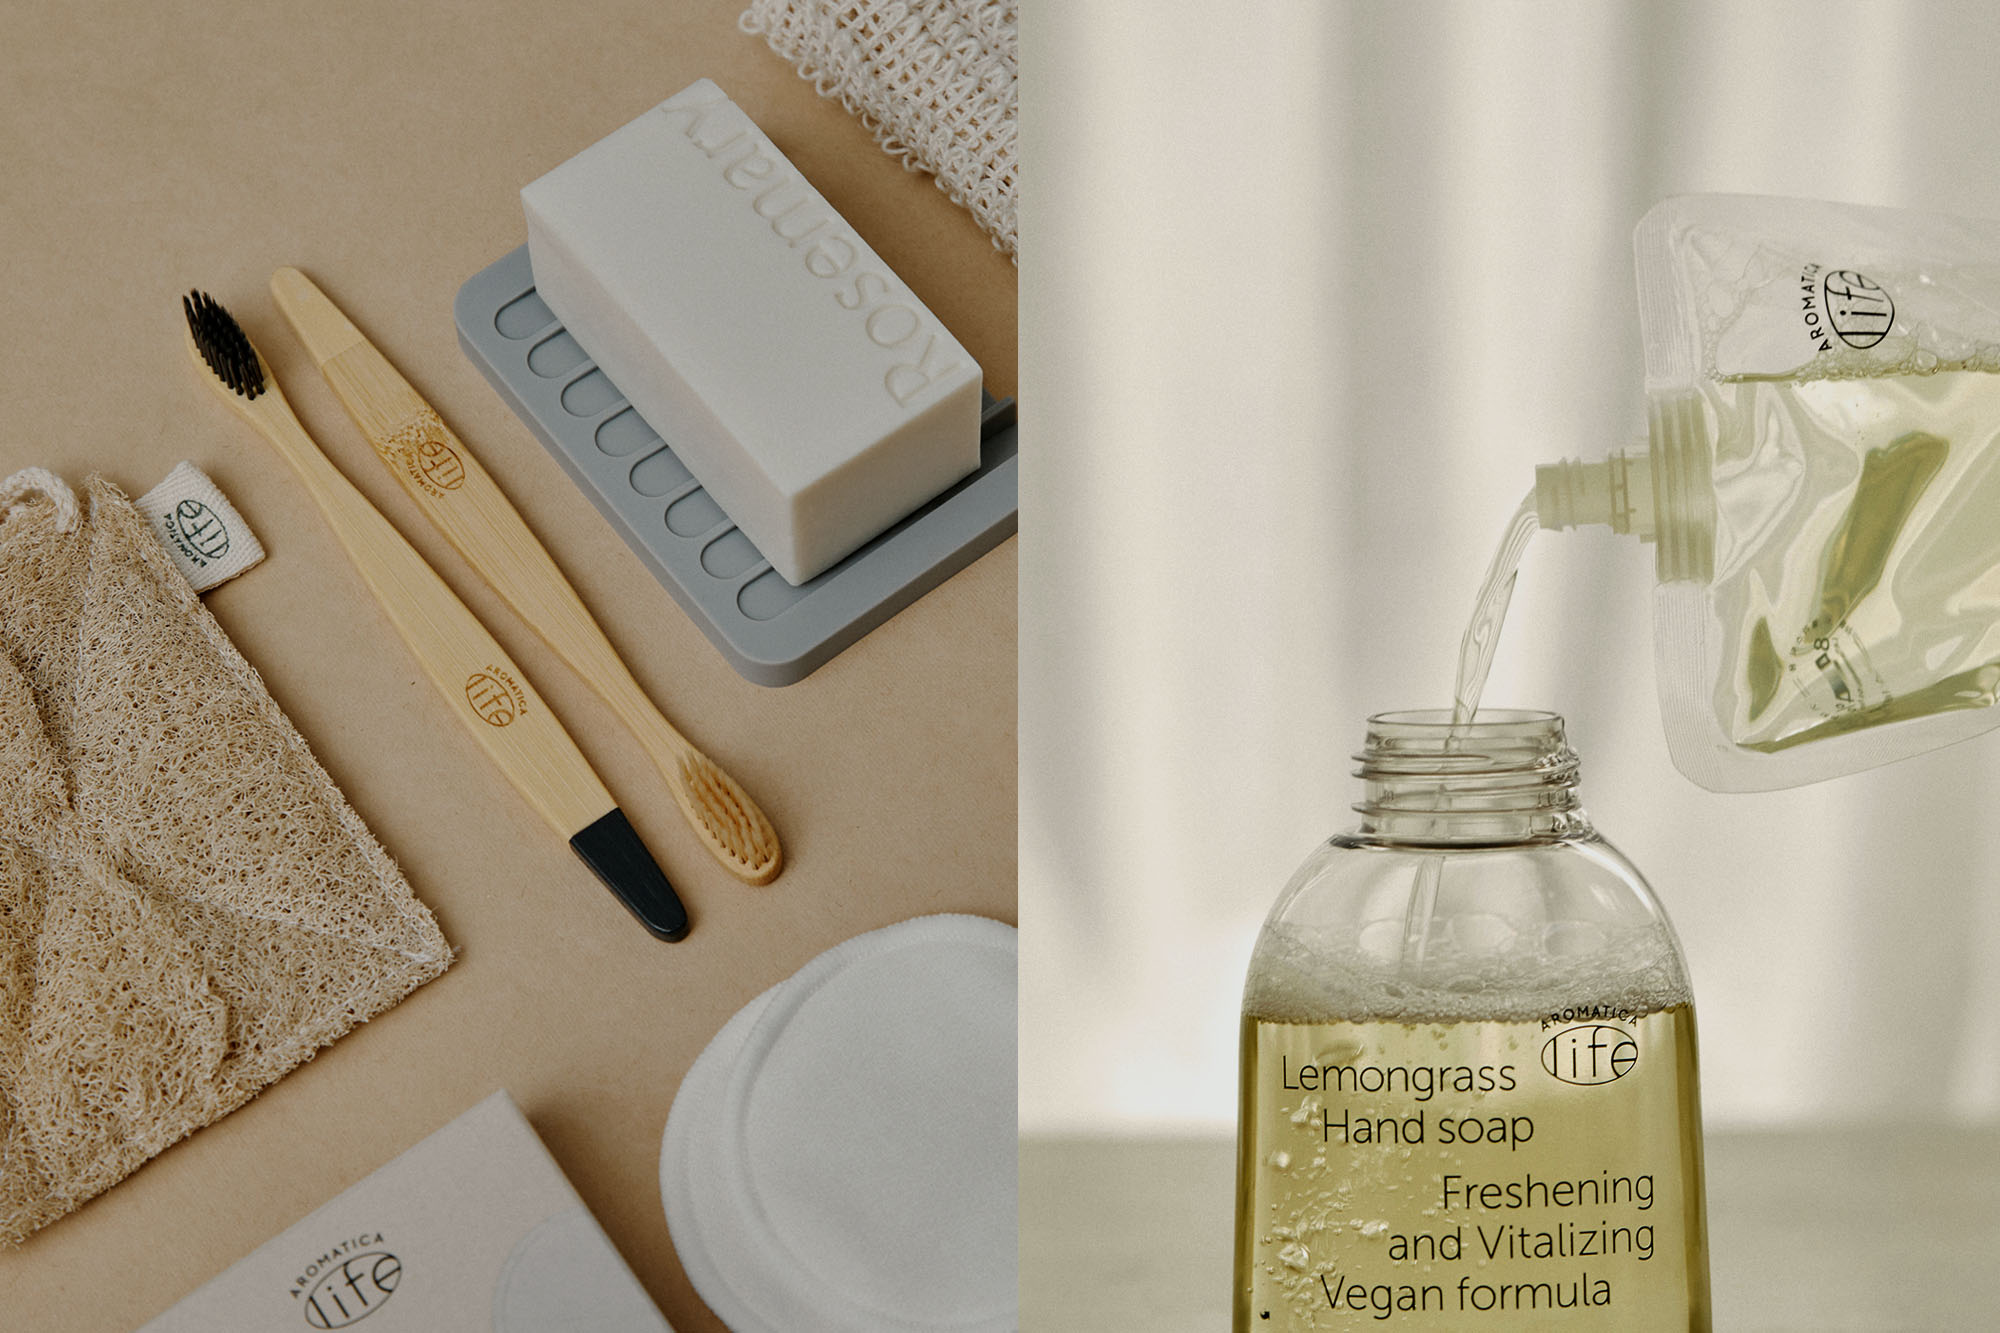 Rosemary
AROMATICA
life
AROMATICA
life
AROMATICA
life
AROMATICA
life
AROMATICA
life
AROMATICA
life
Lemongrass
Hand soap
Freshening
and Vitalizing
Vegan formula